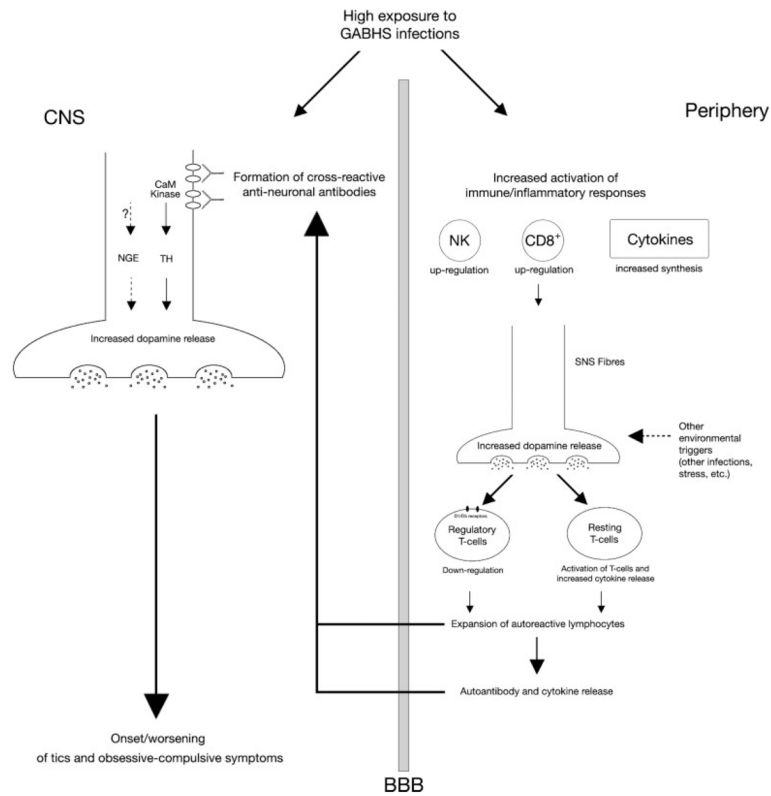 High exposure to
GABHS infections
CNS
Periphery
CaM
Kinase
?
NGE
TH
Formation of cross-reactive
anti-neuronal antibodies
Increased dopamine release
Increased activation of
immune/inflammatory responses
NK
CD8+
Cytokines
up-regulation
up-regulation
increased synthesis
SNS Fibres
Increased dopamine release
Other
environmental
triggers
(other infections,
stress, etc.)
receptors
Regulatory
T-cells
Resting
T-cells
Down-regulation
Activation of T-cells and
increased cytokine release
Expansion of autoreactive lymphocytes
Autoantibody and cytokine release
Onset/worsening
of tics and obsessive-compulsive symptoms
BBB